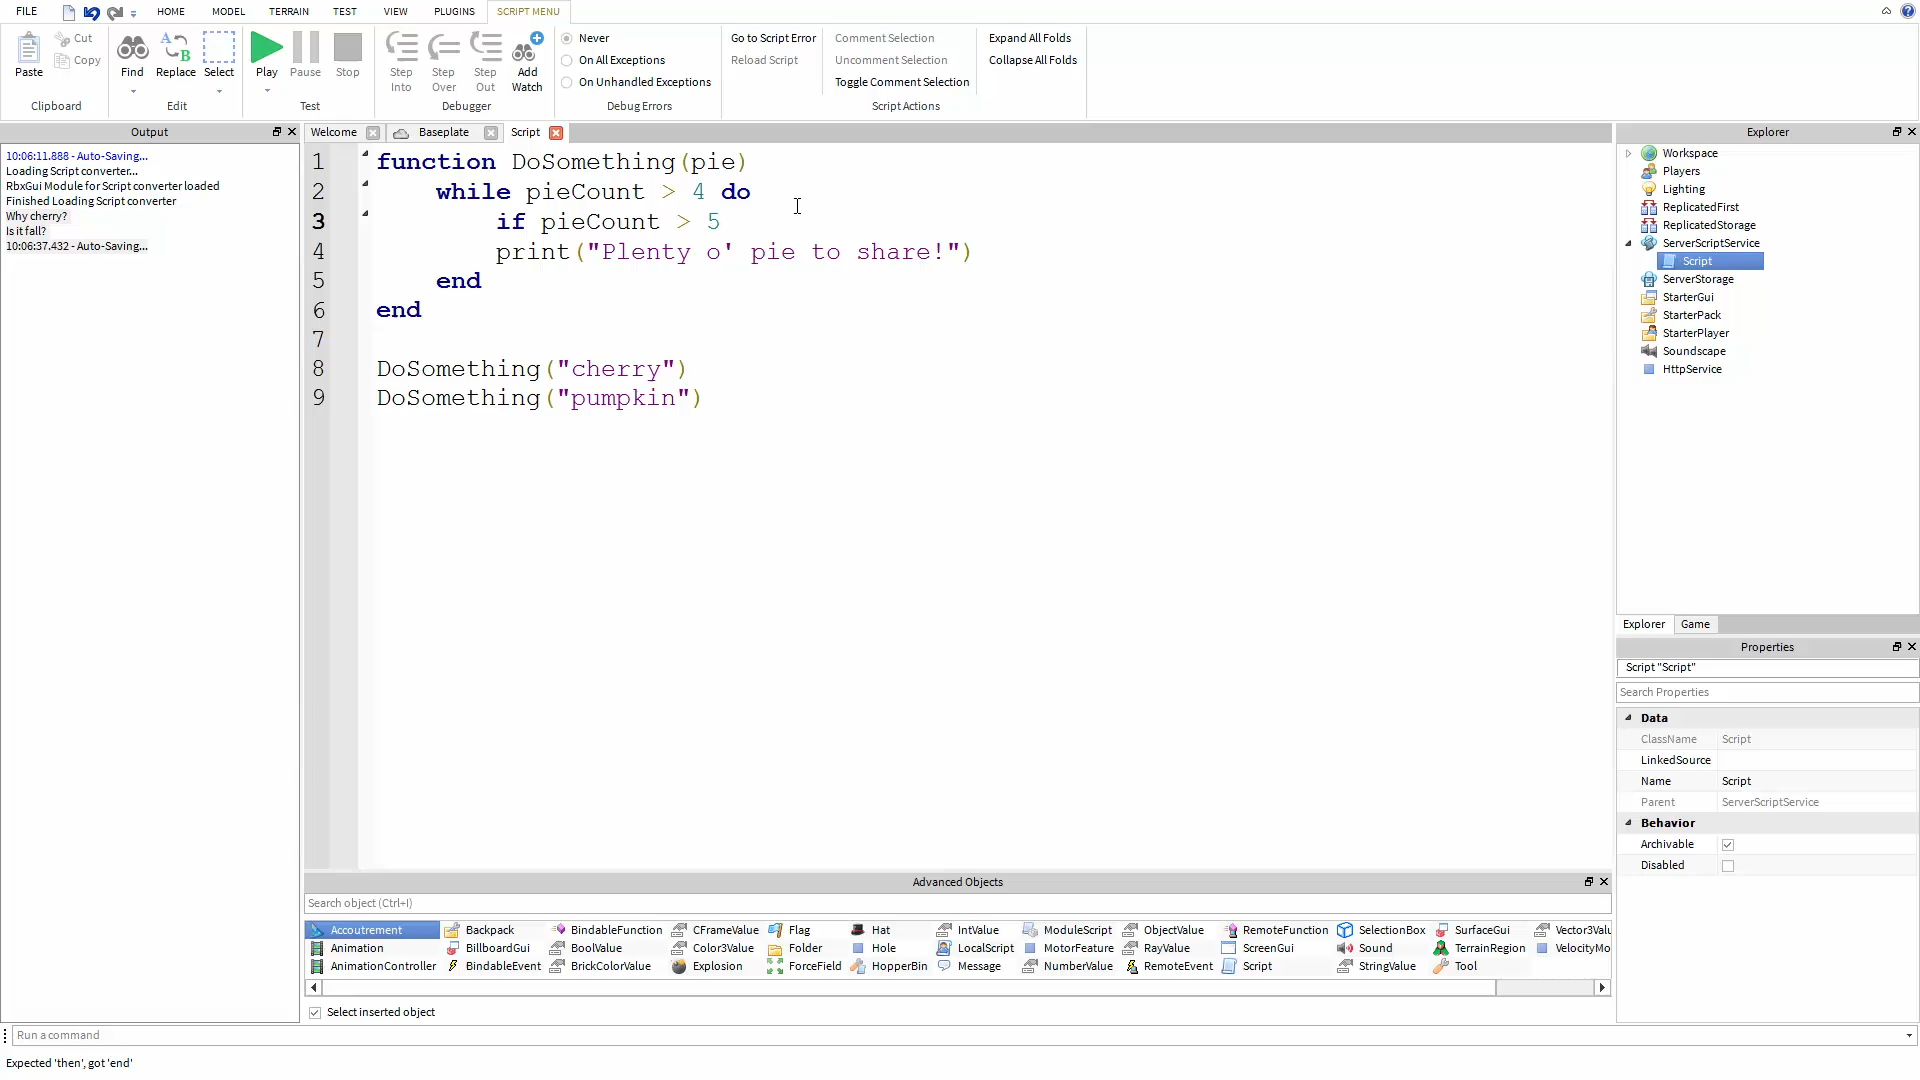 FILE HOME MODEL TERRAIN TEST VIEW PLUGINS SCRIPT MENU
Paste Cut Copy Find Replace Select Play Pause Stop Step Into Step Over Step Out Add Watch
Never
On All Exceptions
On Unhandled Exceptions
Go to Script Error
Reload Script
Comment Selection
Uncomment Selection
Toggle Comment Selection
Expand All Folds
Collapse All Folds
Clipboard Edit Test Debugger Debug Errors Script Actions
Output
10:06:11.888 - Auto-Saving...
Loading Script converter...
RbxGui Module for Script converter loaded
Finished Loading Script converter
Why cherry?
Is it fall?
10:06:37.432 - Auto-Saving...
Welcome Baseplate Script
1 function DoSomething(pie)
2 while pieCount > 4 do
3 if pieCount > 5
4 print("Plenty o' pie to share!")
5 end
6 end
7
8 DoSomething("cherry")
9 DoSomething("pumpkin")
Explorer
Workspace
Players
Lighting
ReplicatedFirst
ReplicatedStorage
ServerScriptService
Script
ServerStorage
StarterGui
StarterPack
StarterPlayer
Soundscape
HttpService
Explorer Game
Properties
Script "Script"
Search Properties
Data
ClassName Script
LinkedSource
Name Script
Parent ServerScriptService
Behavior
Archivable
Disabled
Advanced Objects
Search object (Ctrl+I)
Accoutrement Backpack BindableFunction CFrameValue Flag Hat IntValue ModuleScript ObjectValue RemoteFunction SelectionBox SurfaceGui Vector3Valu
Animation BillboardGui BoolValue Color3Value Folder Hole LocalScript MotorFeature RayValue ScreenGui Sound TerrainRegion VelocityMo
AnimationController BindableEvent BrickColorValue Explosion ForceField HopperBin Message NumberValue RemoteEvent Script StringValue Tool
Select inserted object
Run a command
Expected 'then', got 'end'